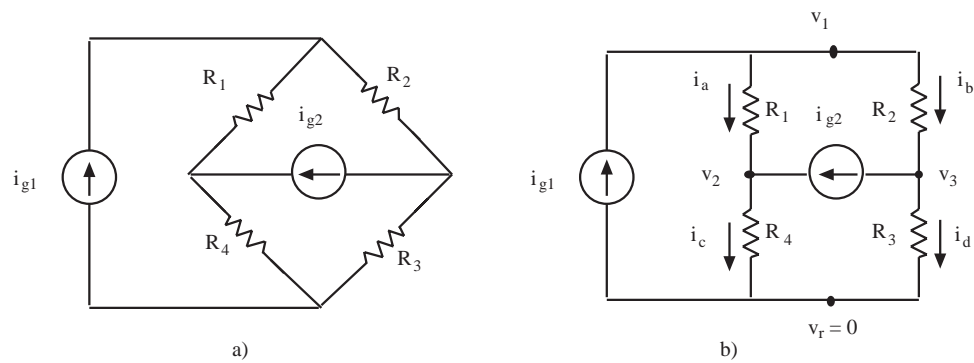 R1
R2
ig2
ig1
R4
R3
a)
v1
ia
ib
R1
ig2
R2
ig1
v2
v3
ic
R4
R3
id
vr = 0
b)